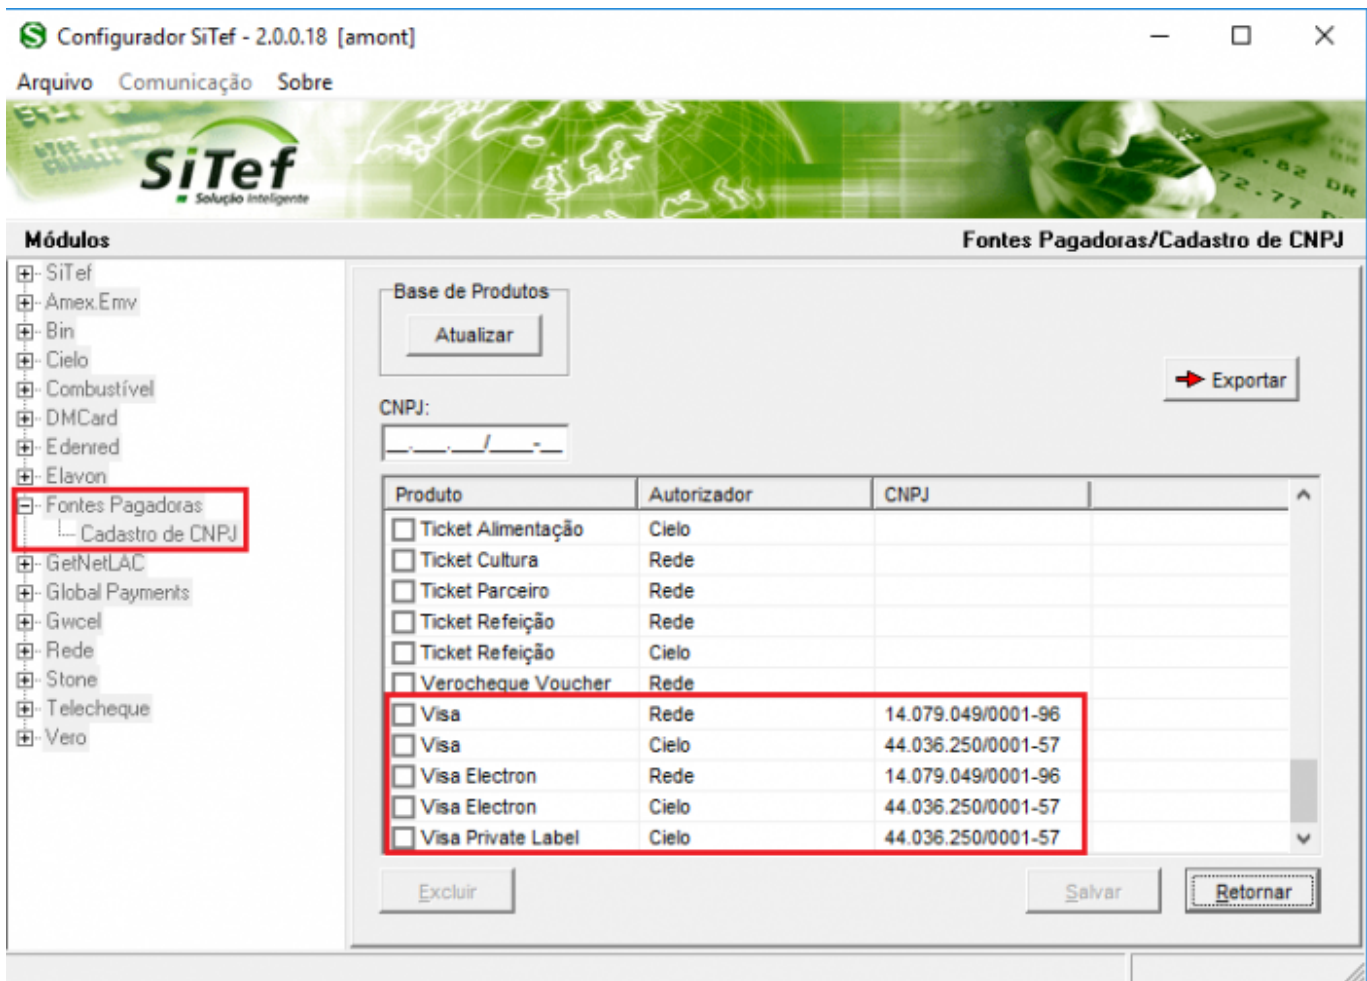 Configurador SiTef - 2.0.0.18 [amont]
Arquivo Comunicação Sobre
SiTef
Solução Inteligente
82 DR
72.77
Módulos Fontes Pagadoras/Cadastro de CNPJ
SiTef
Amex.Emv
Bin
Cielo
Combustível
DMCard
Edenred
Elavon
Fontes Pagadoras
Cadastro de CNPJ
GetNetLAC
Global Payments
Gwcel
Rede
Stone
Telecheque
Vero
Base de Produtos
Atualizar
Exportar
CNPJ:
__.___.___/____-__
Produto Autorizador CNPJ
Ticket Alimentação Cielo
Ticket Cultura Rede
Ticket Parceiro Rede
Ticket Refeição Rede
Ticket Refeição Cielo
Verocheque Voucher Rede
Visa Rede 14.079.049/0001-96
Visa Cielo 44.036.250/0001-57
Visa Electron Rede 14.079.049/0001-96
Visa Electron Cielo 44.036.250/0001-57
Visa Private Label Cielo 44.036.250/0001-57
Excluir Salvar Retornar